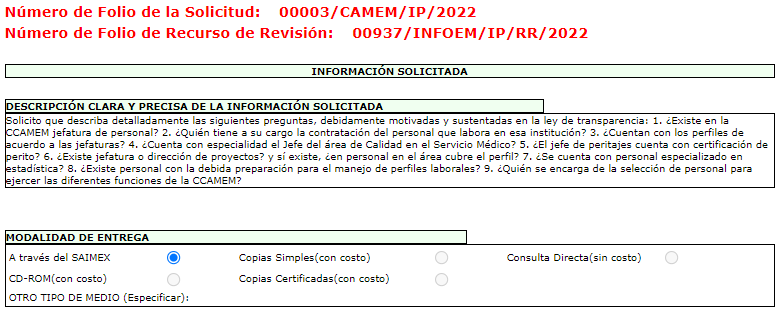 Número de Folio de la Solicitud: 00003/CAMEM/IP/2022
Número de Folio de Recurso de Revisión: 00937/INFOEM/IP/RR/2022
INFORMACIÓN SOLICITADA
DESCRIPCIÓN CLARA Y PRECISA DE LA INFORMACIÓN SOLICITADA
Solicito que describa detalladamente las siguientes preguntas, debidamente motivadas y sustentadas en la ley de transparencia: 1. ¿Existe en la
CCAMEM jefatura de personal? 2. ¿Quién tiene a su cargo la contratación del personal que labora en esa institución? 3. ¿Cuentan con los perfiles de
acuerdo a las jefaturas? 4. ¿Cuenta con especialidad el Jefe del área de Calidad en el Servicio Médico? 5. ¿El jefe de peritajes cuenta con certificación de
perito? 6. ¿Existe jefatura o dirección de proyectos? y sí existe, ¿en personal en el área cubre el perfil? 7. ¿Se cuenta con personal especializado en
estadística? 8. ¿Existe personal con la debida preparación para el manejo de perfiles laborales? 9. ¿Quién se encarga de la selección de personal para
ejercer las diferentes funciones de la CCAMEM?
MODALIDAD DE ENTREGA
A través del SAIMEX Copias Simples(con costo) Consulta Directa(sin costo)
CD-ROM(con costo) Copias Certificadas(con costo)
OTRO TIPO DE MEDIO (Especificar):